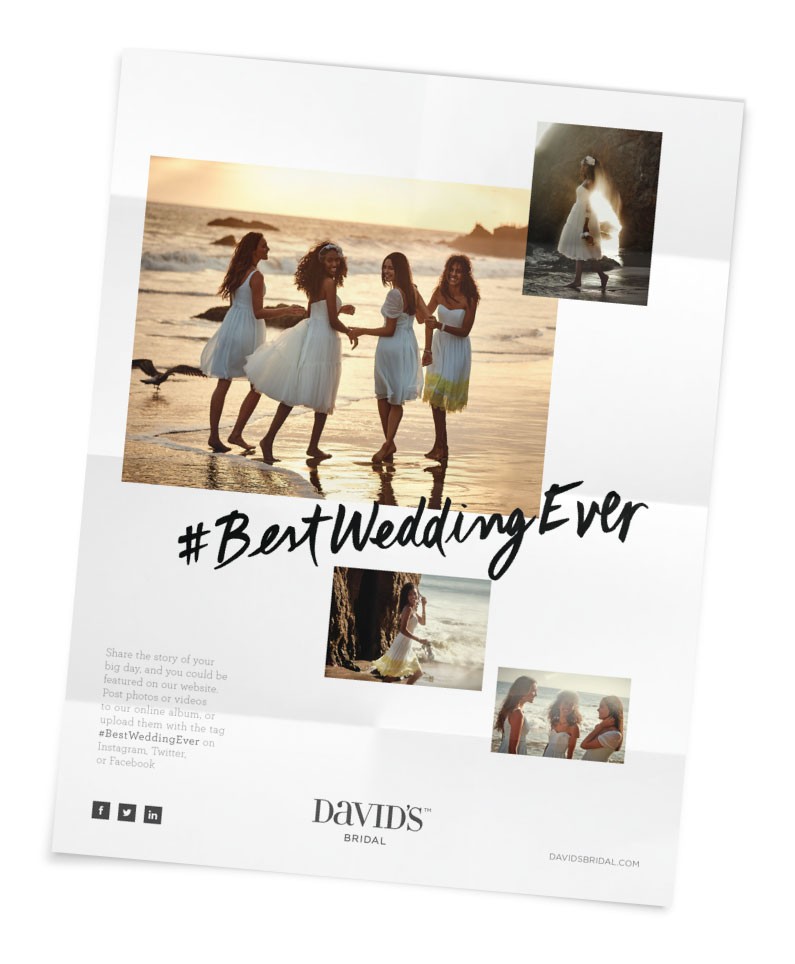 #BestWeddingEver
Share the story of your
big day, and you could be
featured on our website.
Post photos or videos
to our online album, or
upload them with the tag
#BestWeddingEver on
Instagram, Twitter,
or Facebook
f
in
DAVID'S™
BRIDAL
DAVIDSBRIDAL.COM